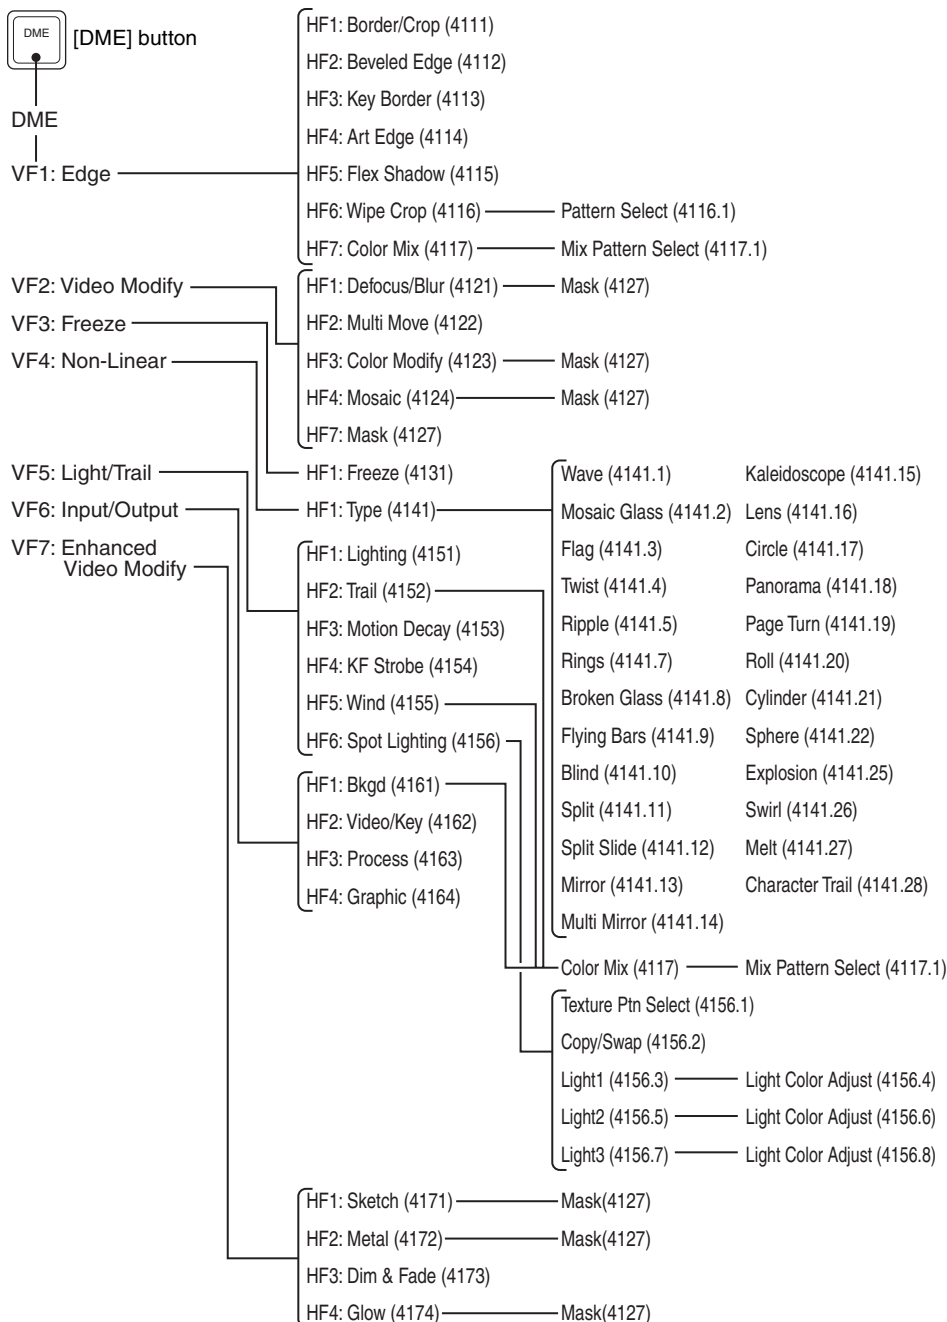 DME
[DME] button
DME
VF1: Edge
HF1: Border/Crop (4111)
HF2: Beveled Edge (4112)
HF3: Key Border (4113)
HF4: Art Edge (4114)
HF5: Flex Shadow (4115)
HF6: Wipe Crop (4116)
Pattern Select (4116.1)
HF7: Color Mix (4117)
Mix Pattern Select (4117.1)
VF2: Video Modify
HF1: Defocus/Blur (4121)
Mask (4127)
HF2: Multi Move (4122)
HF3: Color Modify (4123)
Mask (4127)
HF4: Mosaic (4124)
Mask (4127)
HF7: Mask (4127)
VF3: Freeze
HF1: Freeze (4131)
VF4: Non-Linear
HF1: Type (4141)
Wave (4141.1)
Mosaic Glass (4141.2)
Flag (4141.3)
Twist (4141.4)
Ripple (4141.5)
Rings (4141.7)
Broken Glass (4141.8)
Flying Bars (4141.9)
Blind (4141.10)
Split (4141.11)
Split Slide (4141.12)
Mirror (4141.13)
Multi Mirror (4141.14)
Kaleidoscope (4141.15)
Lens (4141.16)
Circle (4141.17)
Panorama (4141.18)
Page Turn (4141.19)
Roll (4141.20)
Cylinder (4141.21)
Sphere (4141.22)
Explosion (4141.25)
Swirl (4141.26)
Melt (4141.27)
Character Trail (4141.28)
VF5: Light/Trail
HF1: Lighting (4151)
HF2: Trail (4152)
HF3: Motion Decay (4153)
HF4: KF Strobe (4154)
HF5: Wind (4155)
HF6: Spot Lighting (4156)
VF6: Input/Output
HF1: Bkgd (4161)
HF2: Video/Key (4162)
HF3: Process (4163)
HF4: Graphic (4164)
Color Mix (4117)
Mix Pattern Select (4117.1)
Texture Ptn Select (4156.1)
Copy/Swap (4156.2)
Light1 (4156.3)
Light Color Adjust (4156.4)
Light2 (4156.5)
Light Color Adjust (4156.6)
Light3 (4156.7)
Light Color Adjust (4156.8)
VF7: Enhanced
Video Modify
HF1: Sketch (4171)
Mask(4127)
HF2: Metal (4172)
Mask(4127)
HF3: Dim & Fade (4173)
HF4: Glow (4174)
Mask(4127)